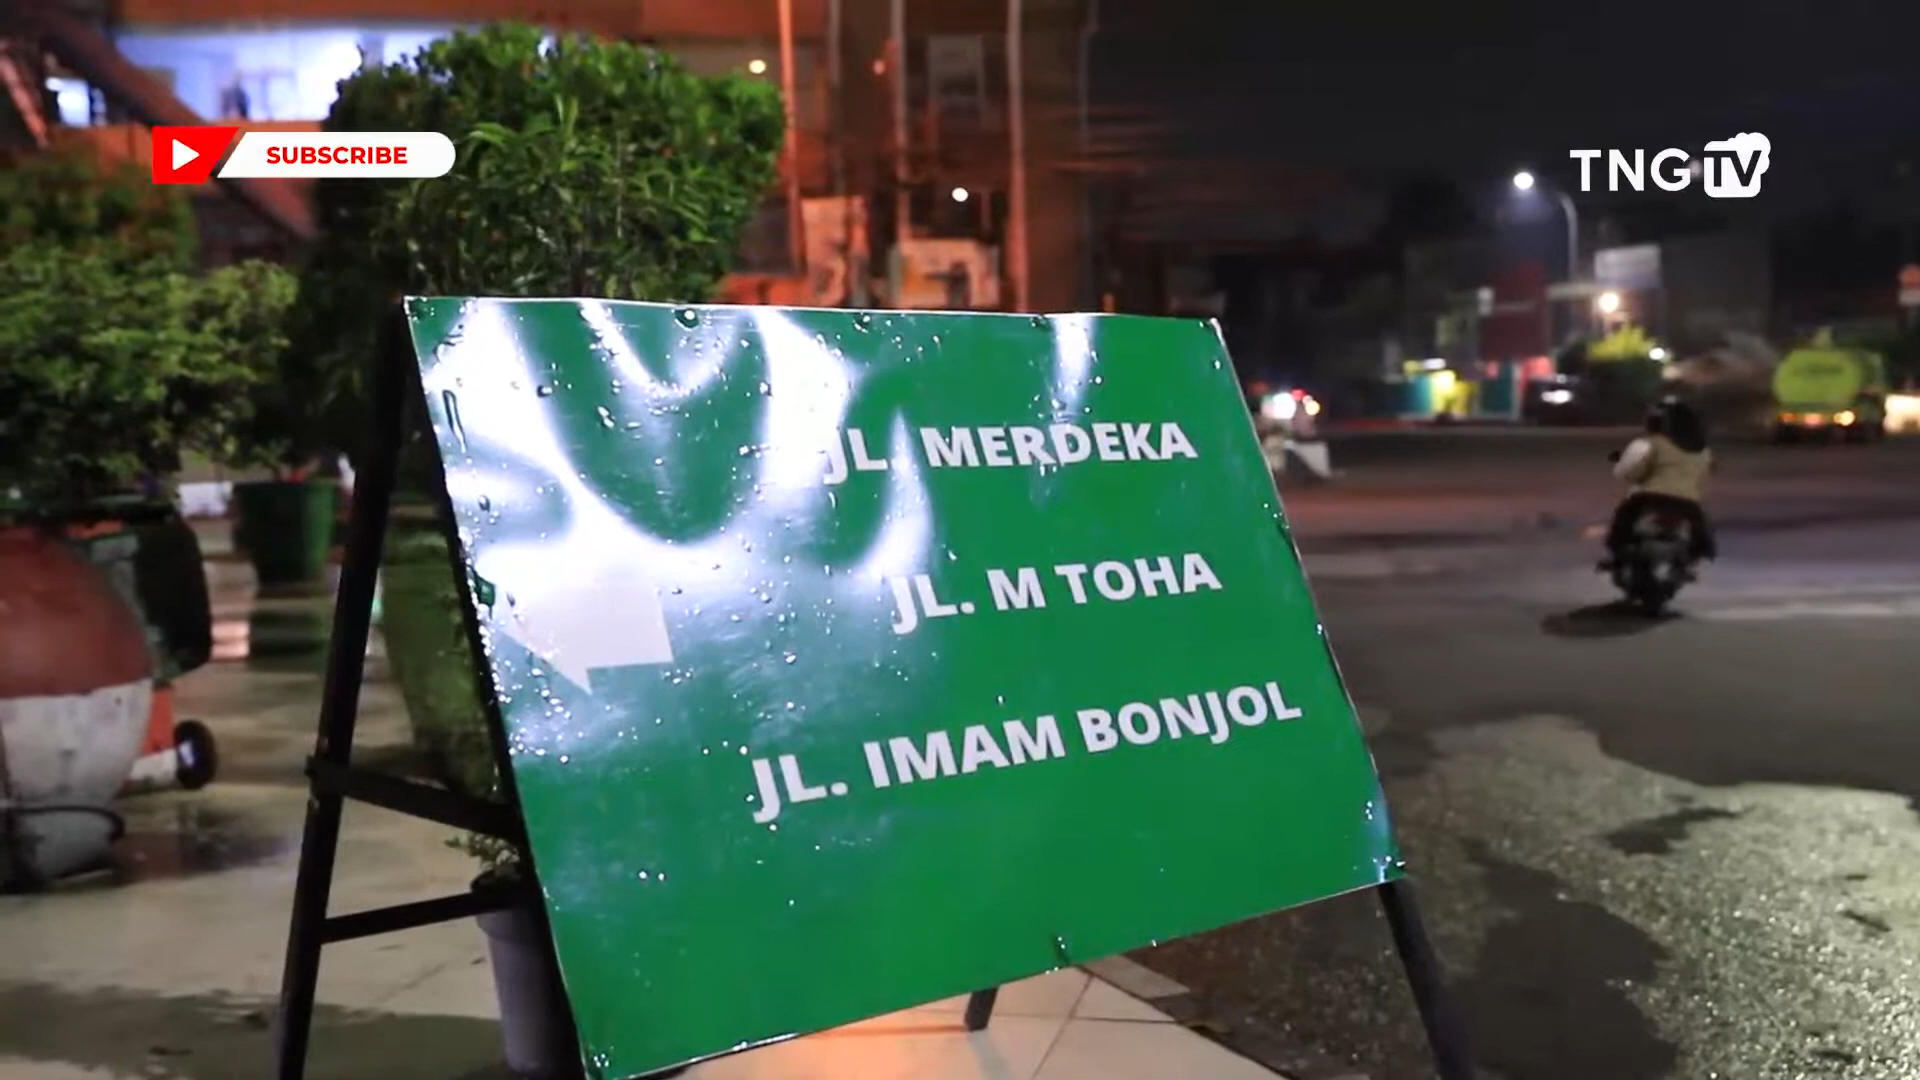 SUBSCRIBE
TNG TV
JL. MERDEKA
JL. M TOHA
JL. IMAM BONJOL